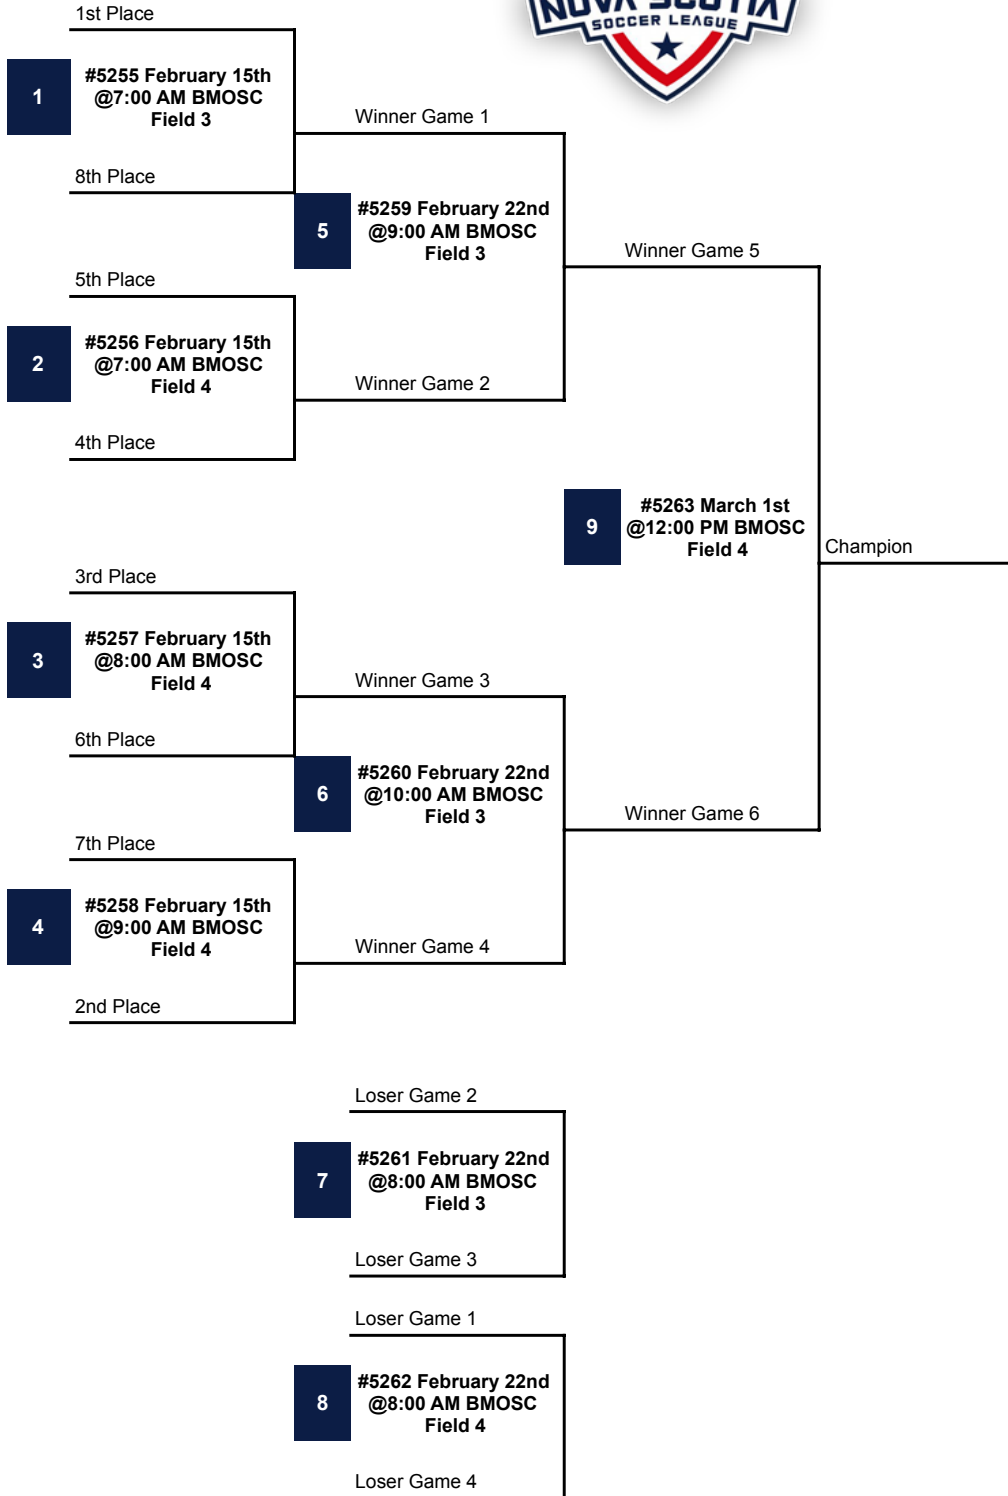 NOVA SCOTIA
SOCCER LEAGUE
1st Place
1
#5255 February 15th
@7:00 AM BMOSC
Field 3
8th Place
Winner Game 1
5
#5259 February 22nd
@9:00 AM BMOSC
Field 3
5th Place
2
#5256 February 15th
@7:00 AM BMOSC
Field 4
4th Place
Winner Game 2
Winner Game 5
9
#5263 March 1st
@12:00 PM BMOSC
Field 4
Champion
3rd Place
3
#5257 February 15th
@8:00 AM BMOSC
Field 4
6th Place
Winner Game 3
6
#5260 February 22nd
@10:00 AM BMOSC
Field 3
Winner Game 6
7th Place
4
#5258 February 15th
@9:00 AM BMOSC
Field 4
2nd Place
Winner Game 4
Loser Game 2
7
#5261 February 22nd
@8:00 AM BMOSC
Field 3
Loser Game 3
Loser Game 1
8
#5262 February 22nd
@8:00 AM BMOSC
Field 4
Loser Game 4